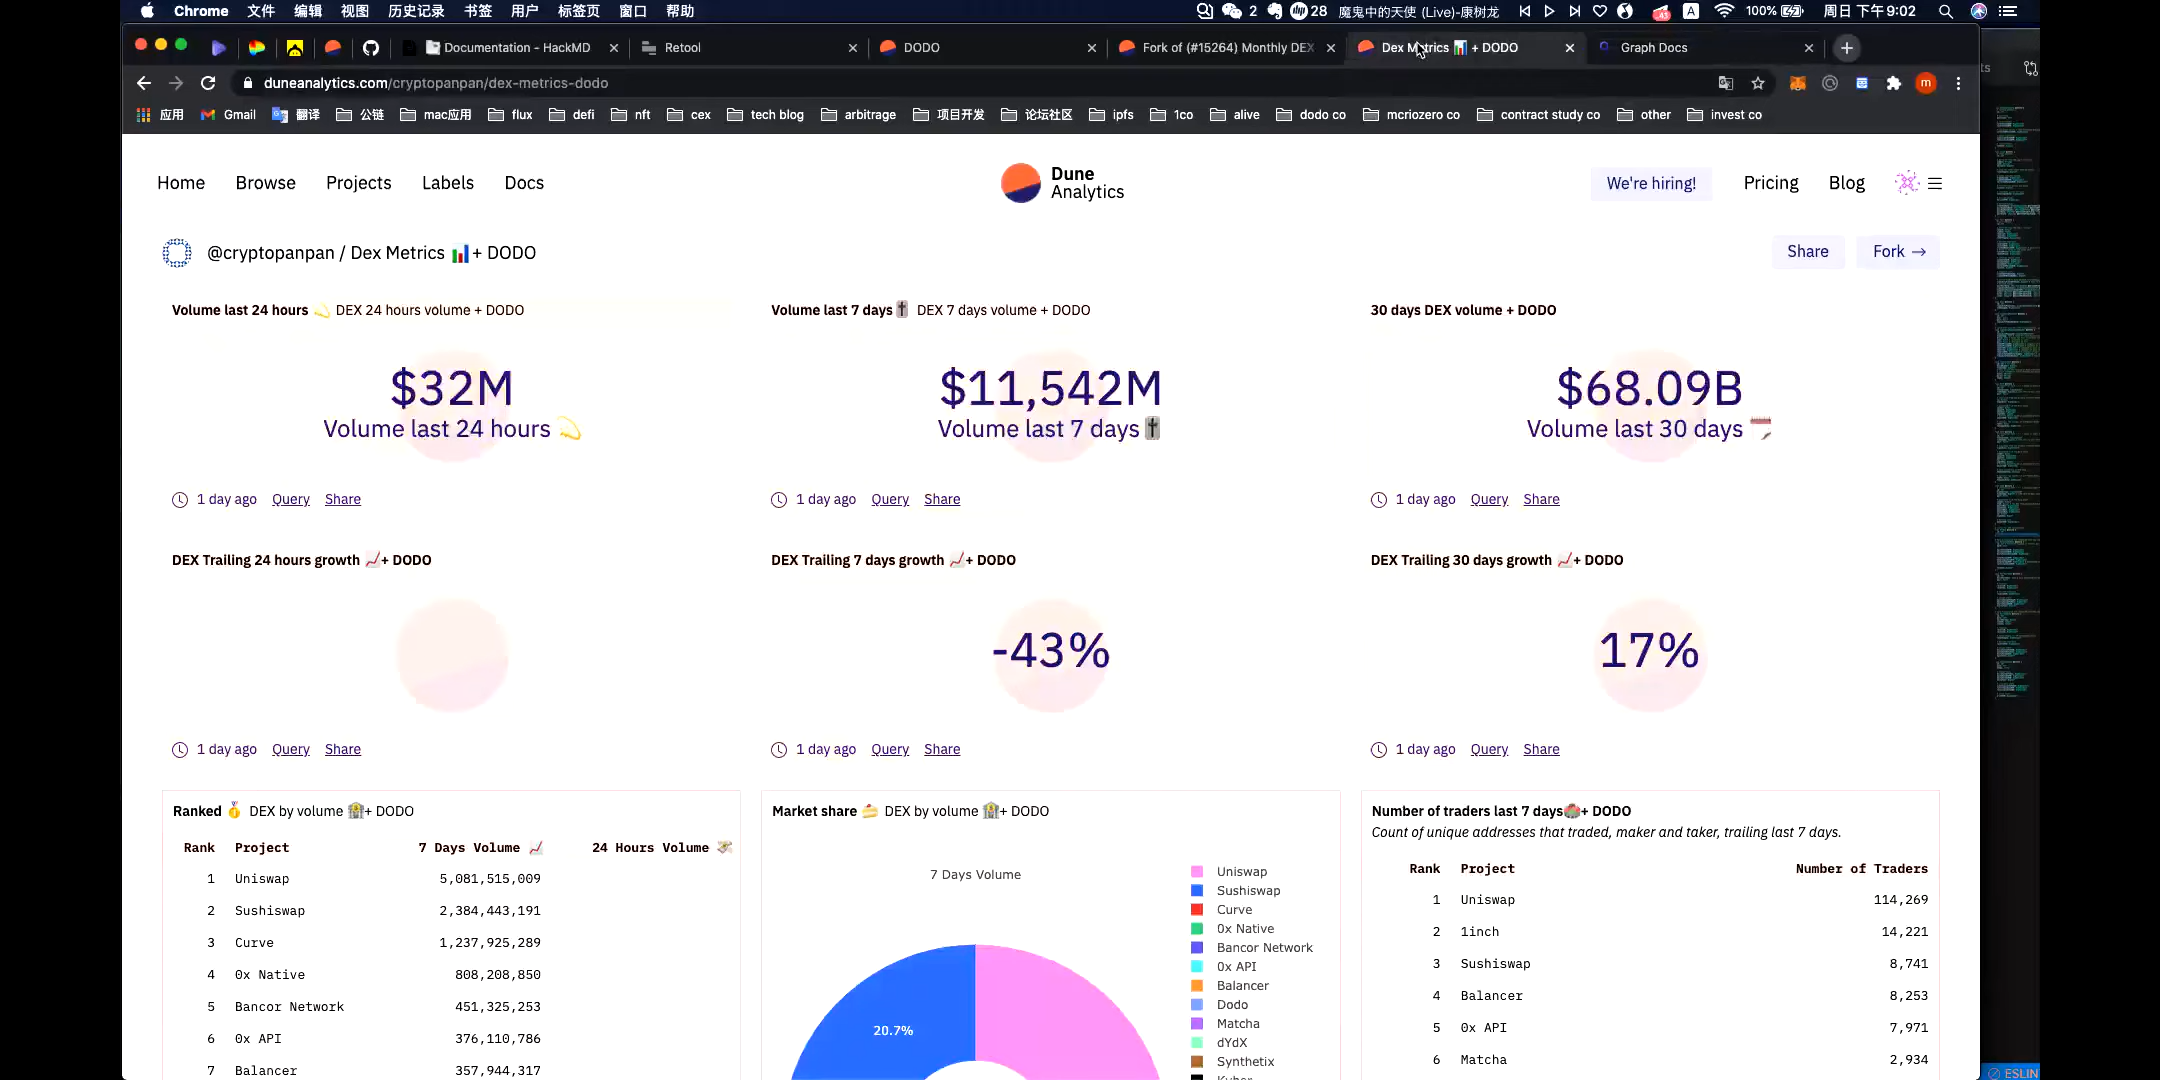 Chrome 文件 编辑 视图 历史记录 书签 用户 标签页 窗口 帮助 2 28 魔鬼中的天使 (Live)-康树龙 43 A 100% 周日 下午9:02
Documentation - HackMD Retool DODO Fork of (#15264) Monthly DEX Dex Metrics + DODO Graph Docs
duneanalytics.com/cryptopanpan/dex-metrics-dodo m
应用 Gmail 翻译 公链 mac应用 flux defi nft cex tech blog arbitrage 项目开发 论坛社区 ipfs 1co alive dodo co mcriozero co contract study co other invest co
Home Browse Projects Labels Docs
Dune
Analytics
We're hiring! Pricing Blog
@cryptopanpan / Dex Metrics 📊+ DODO
Share Fork →
Volume last 24 hours 💫 DEX 24 hours volume + DODO
$32M
Volume last 24 hours 💫
1 day ago Query Share
Volume last 7 days DEX 7 days volume + DODO
$11,542M
Volume last 7 days
1 day ago Query Share
30 days DEX volume + DODO
$68.09B
Volume last 30 days
1 day ago Query Share
DEX Trailing 24 hours growth 📈+ DODO
1 day ago Query Share
DEX Trailing 7 days growth 📈+ DODO
-43%
1 day ago Query Share
DEX Trailing 30 days growth 📈+ DODO
17%
1 day ago Query Share
Ranked 🥇 DEX by volume 🏦+ DODO
Rank Project 7 Days Volume 📈 24 Hours Volume 💸
1 Uniswap 5,081,515,009
2 Sushiswap 2,384,443,191
3 Curve 1,237,925,289
4 0x Native 808,208,850
5 Bancor Network 451,325,253
6 0x API 376,110,786
7 Balancer 357,944,317
Market share 🍰 DEX by volume 🏦+ DODO
7 Days Volume
20.7%
Uniswap
Sushiswap
Curve
0x Native
Bancor Network
0x API
Balancer
Dodo
Matcha
dYdX
Synthetix
Number of traders last 7 days + DODO
Count of unique addresses that traded, maker and taker, trailing last 7 days.
Rank Project Number of Traders
1 Uniswap 114,269
2 1inch 14,221
3 Sushiswap 8,741
4 Balancer 8,253
5 0x API 7,971
6 Matcha 2,934
ESLIN